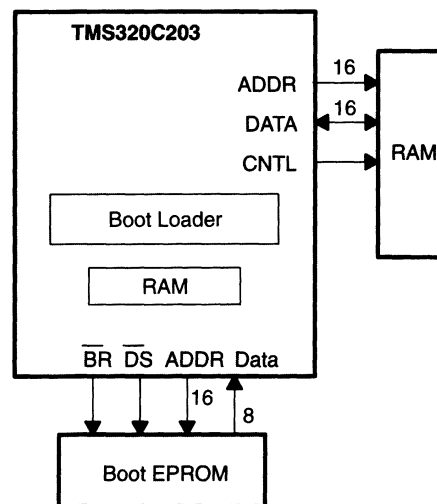 TMS320C203
16
ADDR
16
DATA
CNTL
RAM
Boot Loader
RAM
BR DS ADDR Data
16
8
Boot EPROM